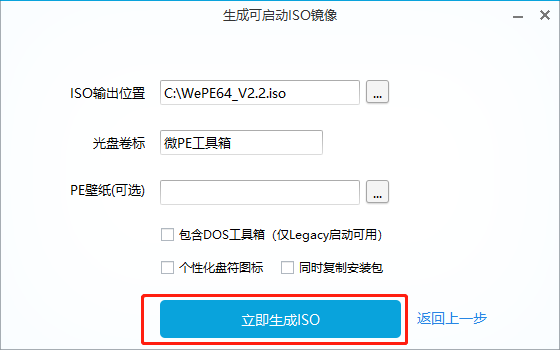 生成可启动ISO镜像
ISO输出位置 C:\WePE64_V2.2.iso ...
光盘卷标 微PE工具箱
PE壁纸(可选) ...
包含DOS工具箱（仅Legacy启动可用）
个性化盘符图标 同时复制安装包
立即生成ISO 返回上一步